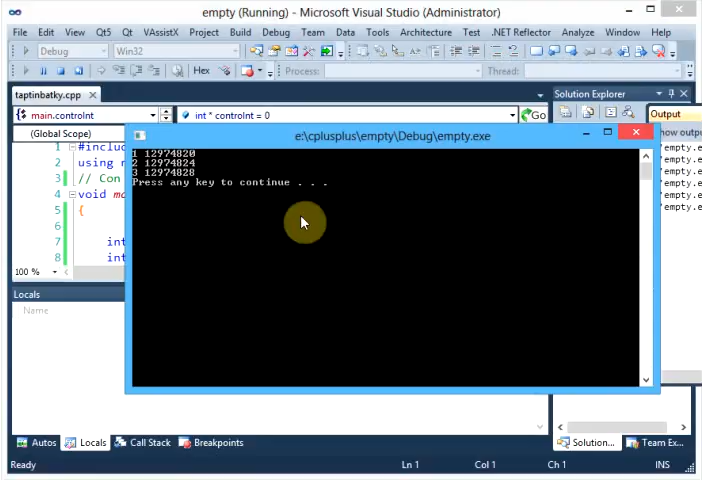 empty (Running) - Microsoft Visual Studio (Administrator)
File Edit View Qt5 Qt VAssistX Project Build Debug Team Data Tools Architecture Test .NET Reflector Analyze Window Help
Debug Win32
Hex Process: Thread:
taptinbatky.cpp
main.controInt int * controInt = 0 Go
(Global Scope)
1 #includ
2 using n
3 // Con
4 void ma
5 {
6
7 int
8 int
100 %
Solution Explorer
Output
how outpu
'empty.e
'empty.e
'empty.e
'empty.e
'empty.e
'empty.e
e:\cplusplus\empty\Debug\empty.exe
1 12974820
2 12974824
3 12974828
Press any key to continue . . .
Locals
Name
Autos Locals Call Stack Breakpoints
Solution... Team Ex...
Ready Ln 1 Col 1 Ch 1 INS